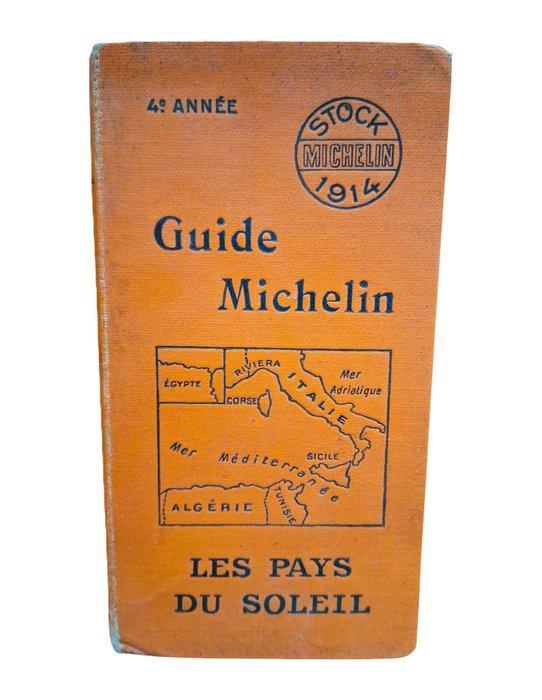 4e ANNÉE
STOCK
MICHELIN
1914
Guide
Michelin
ÉGYPTE
RIVIERA
CORSE
ITALIE
Mer
Adriatique
Mer Méditerranée
SICILE
ALGÉRIE
TUNISIE
LES PAYS
DU SOLEIL